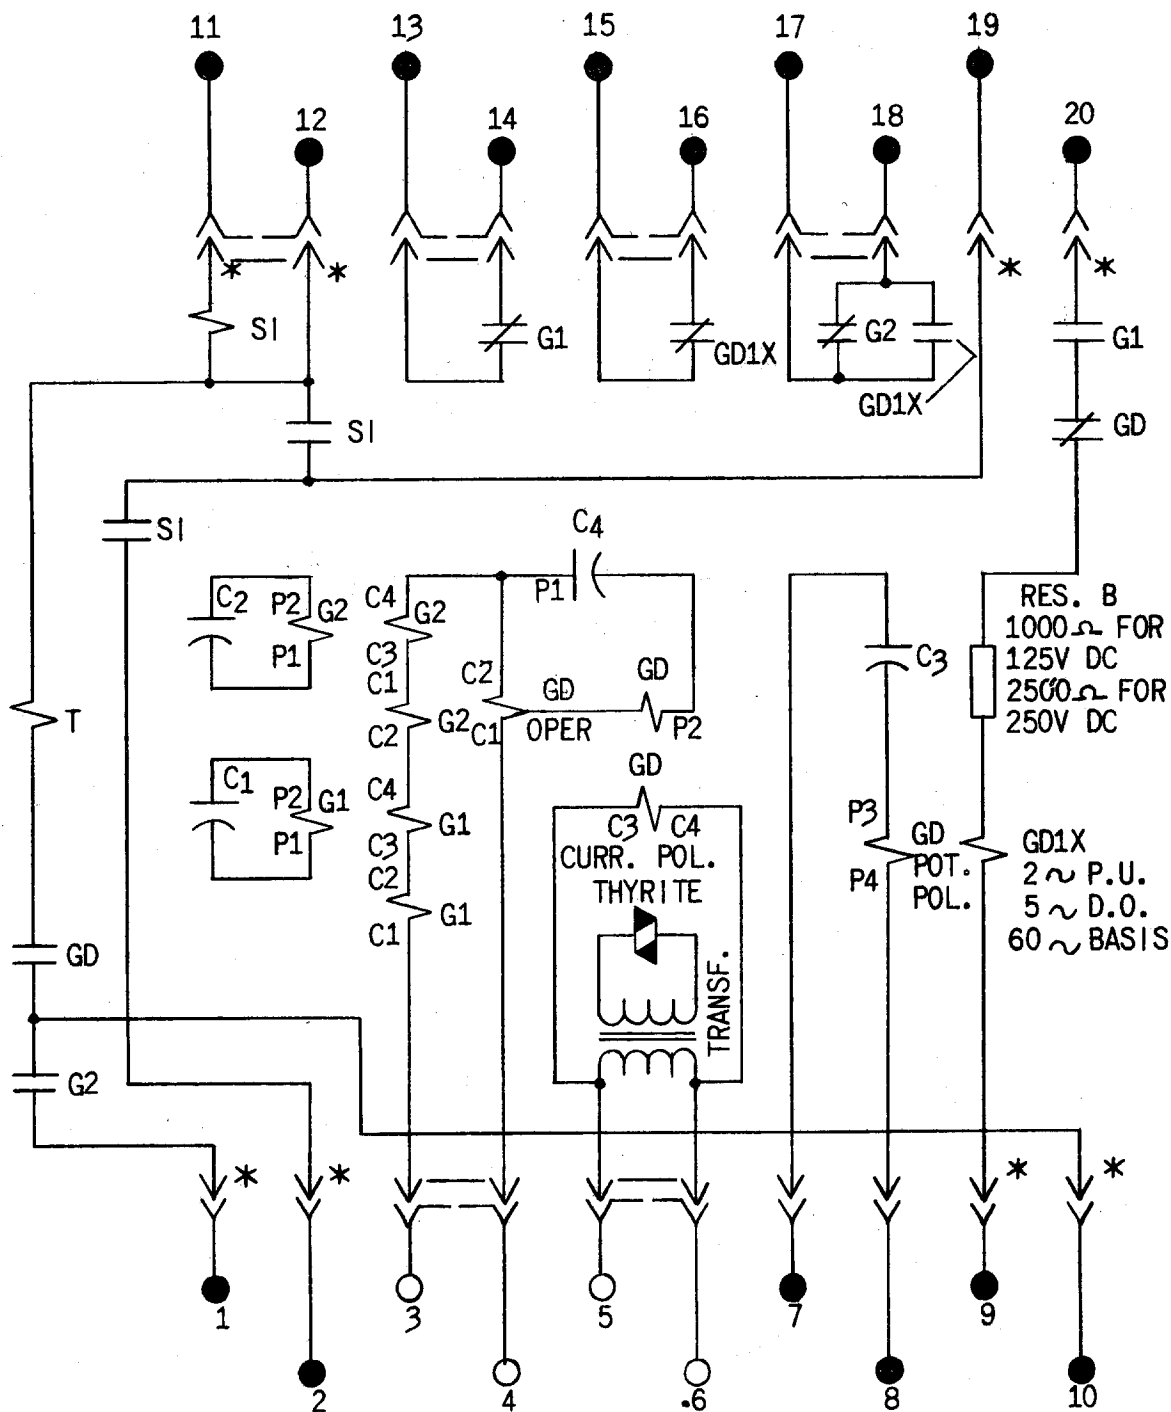 11
13
15
17
19
12
14
16
18
20
*
*
*
*
SI
G1
GD1X
G2
G1
GD1X
SI
GD
SI
C4
P1
C2
P2
G2
P1
C4
G2
C3
C1
G2
C2
C2
C1
GD
OPER
GD
P2
C3
RES. B
1000Ω FOR
125V DC
2500Ω FOR
250V DC
T
C1
P2
G1
P1
C4
G1
C3
C2
G1
C1
GD
C3 C4
CURR. POL.
THYRITE
TRANSF.
P3
P4
GD
POT.
POL.
GD1X
2~ P.U.
5~ D.O.
60~ BASIS
GD
G2
*
*
*
*
1
3
5
7
9
2
4
.6
8
10